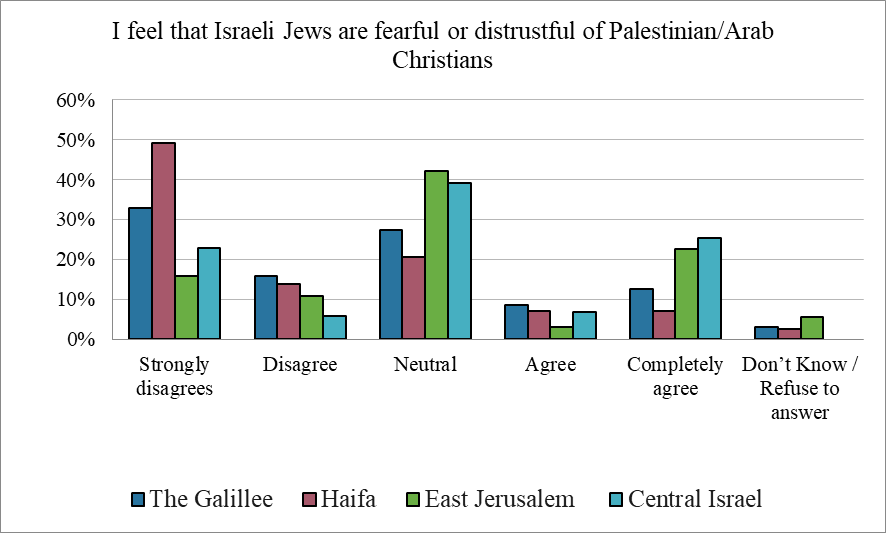 I feel that Israeli Jews are fearful or distrustful of Palestinian/Arab
Christians
60%
50%
40%
30%
20%
10%
0%
Strongly
disagrees
Disagree
Neutral
Agree
Completely
agree
Don’t Know /
Refuse to
answer
The Galillee
Haifa
East Jerusalem
Central Israel